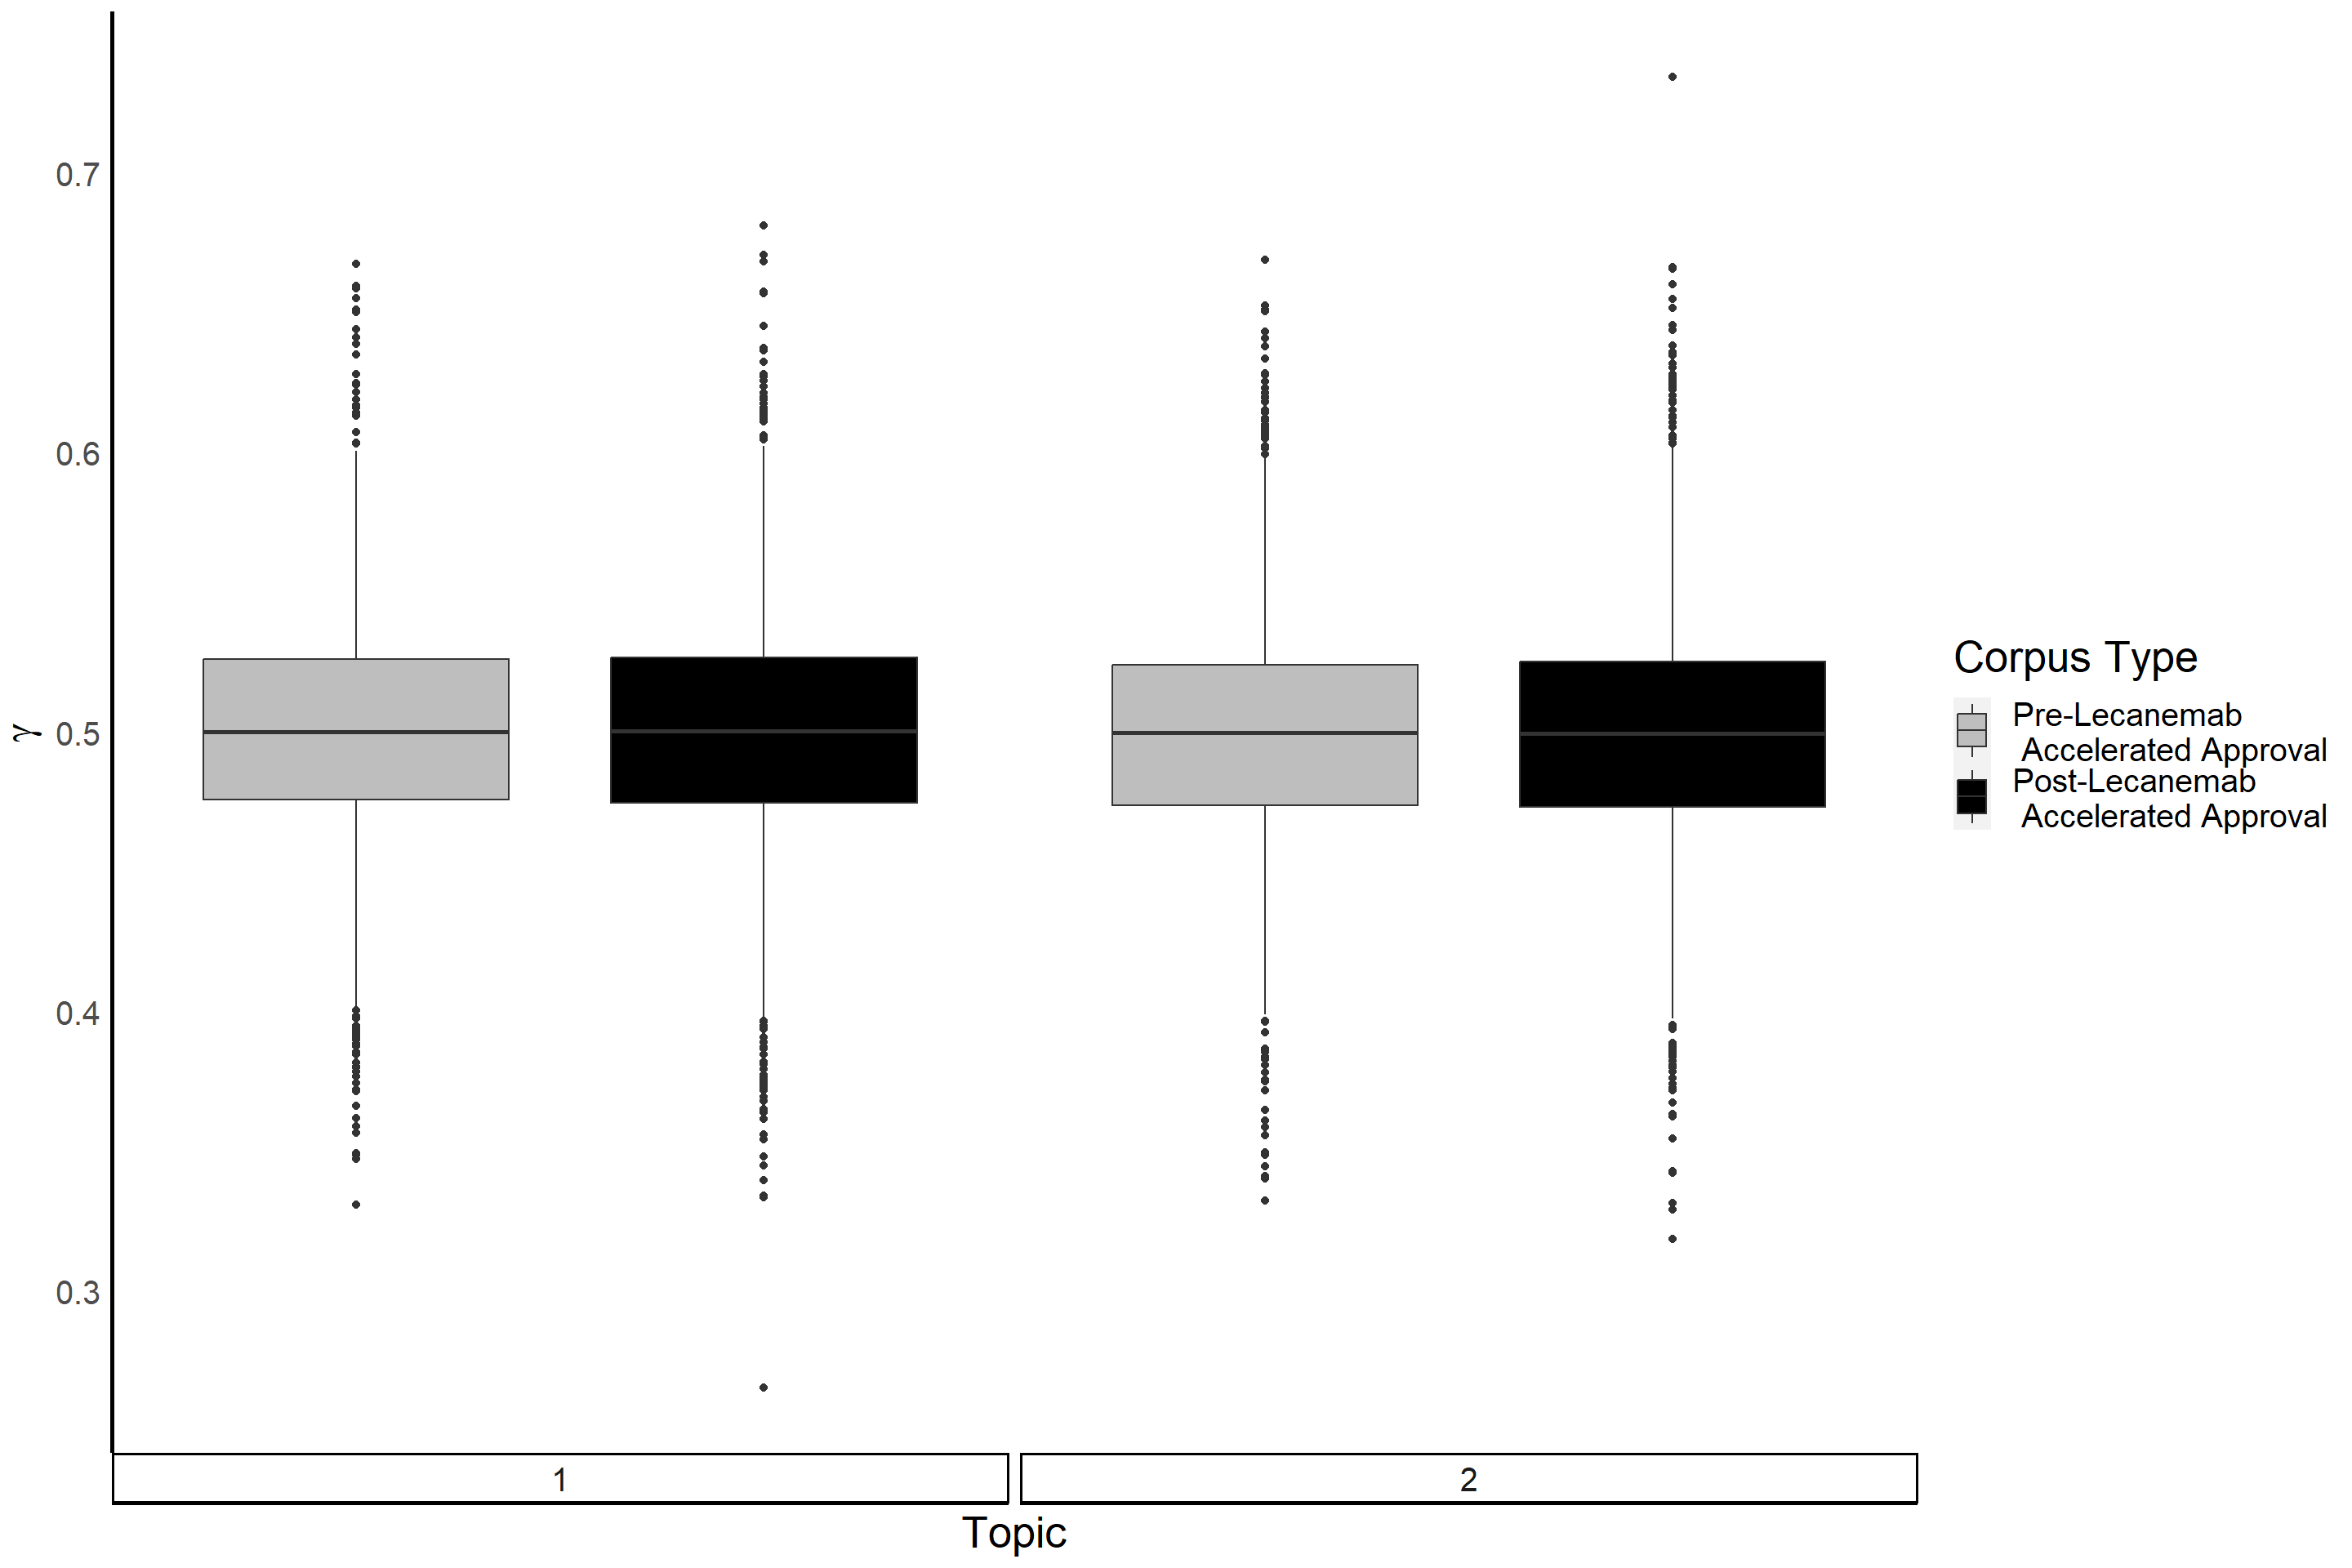 0.7
0.6
0.5
0.4
0.3
γ
1
2
Topic
Corpus Type
Pre-Lecanemab
Accelerated Approval
Post-Lecanemab
Accelerated Approval